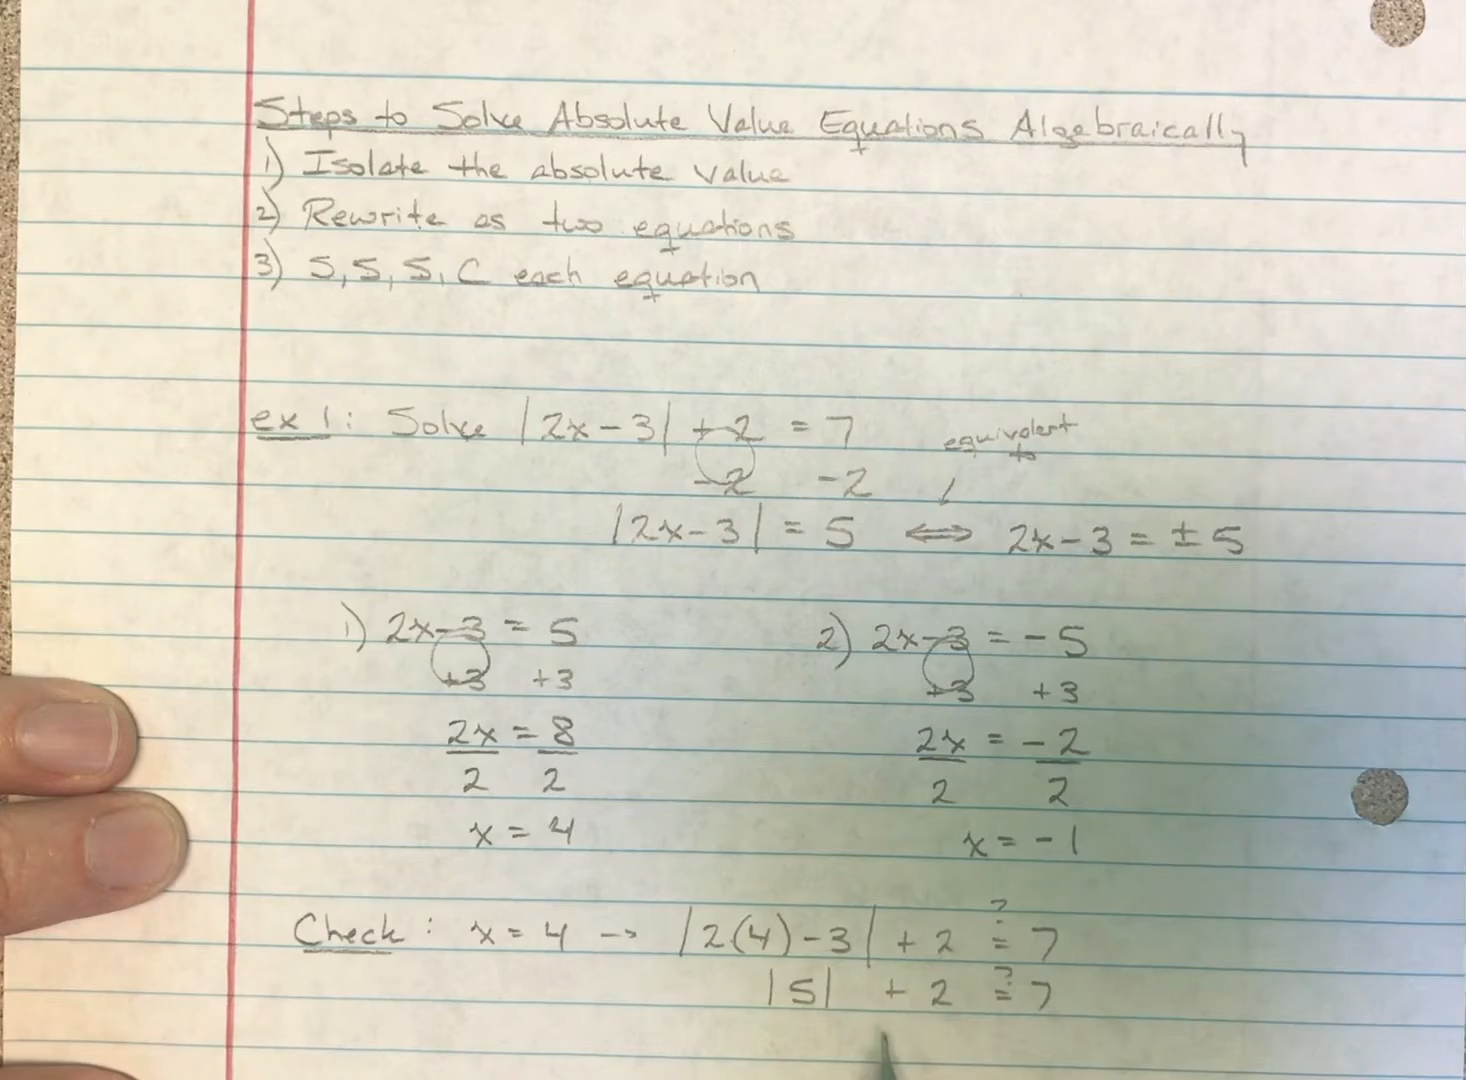 Steps to Solve Absolute Value Equations Algebraically
1) Isolate the absolute value
2) Rewrite as two equations
3) S, S, S, C each equation
ex 1: Solve |2x-3| + 2 = 7
equivalent
to
-2 -2
|2x-3| = 5 ⟺ 2x-3 = ±5
1) 2x-3 = 5
+3 +3
2x = 8
2 2
x = 4
2) 2x-3 = -5
+3 +3
2x = -2
2 2
x = -1
Check: x = 4 → |2(4)-3| + 2 ≟ 7
|5| + 2 ≟ 7